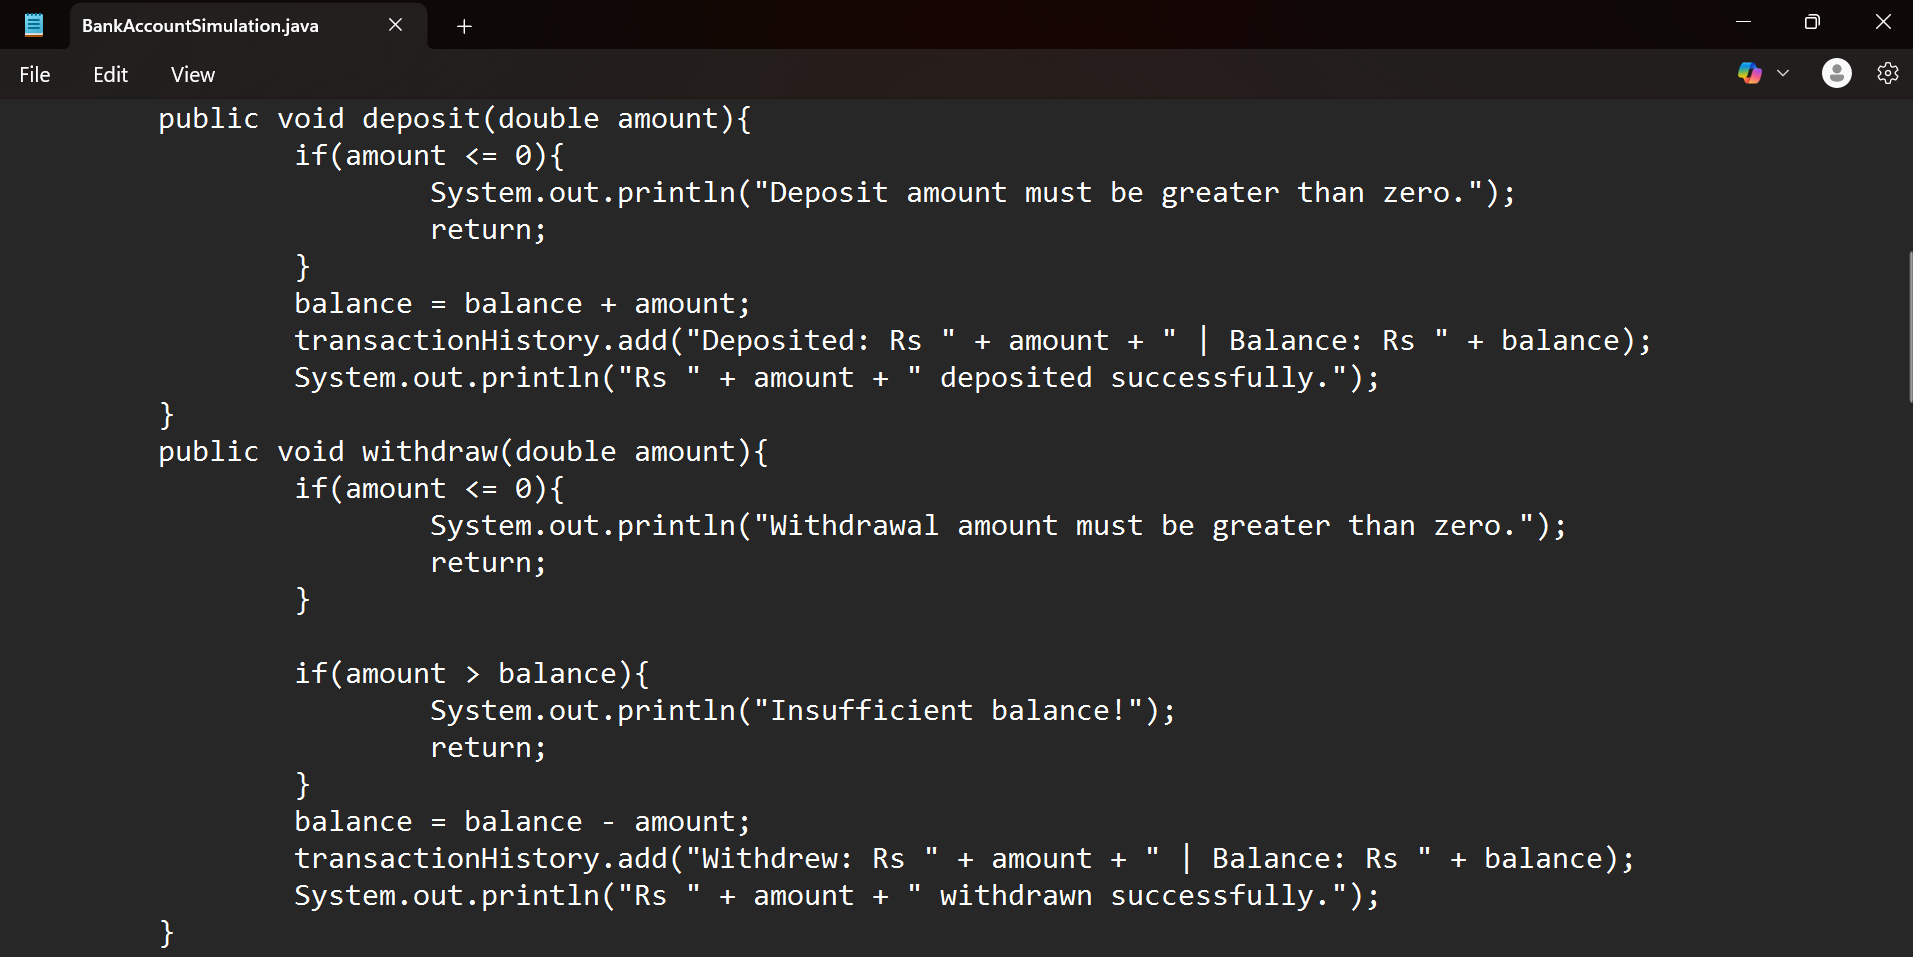 BankAccountSimulation.java
File Edit View
public void deposit(double amount){
if(amount <= 0){
System.out.println("Deposit amount must be greater than zero.");
return;
}
balance = balance + amount;
transactionHistory.add("Deposited: Rs " + amount + " | Balance: Rs " + balance);
System.out.println("Rs " + amount + " deposited successfully.");
}
public void withdraw(double amount){
if(amount <= 0){
System.out.println("Withdrawal amount must be greater than zero.");
return;
}
if(amount > balance){
System.out.println("Insufficient balance!");
return;
}
balance = balance - amount;
transactionHistory.add("Withdrew: Rs " + amount + " | Balance: Rs " + balance);
System.out.println("Rs " + amount + " withdrawn successfully.");
}